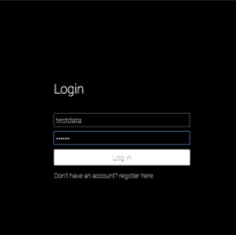 Login
testdata
••••••
Log in
Don't have an account? register here